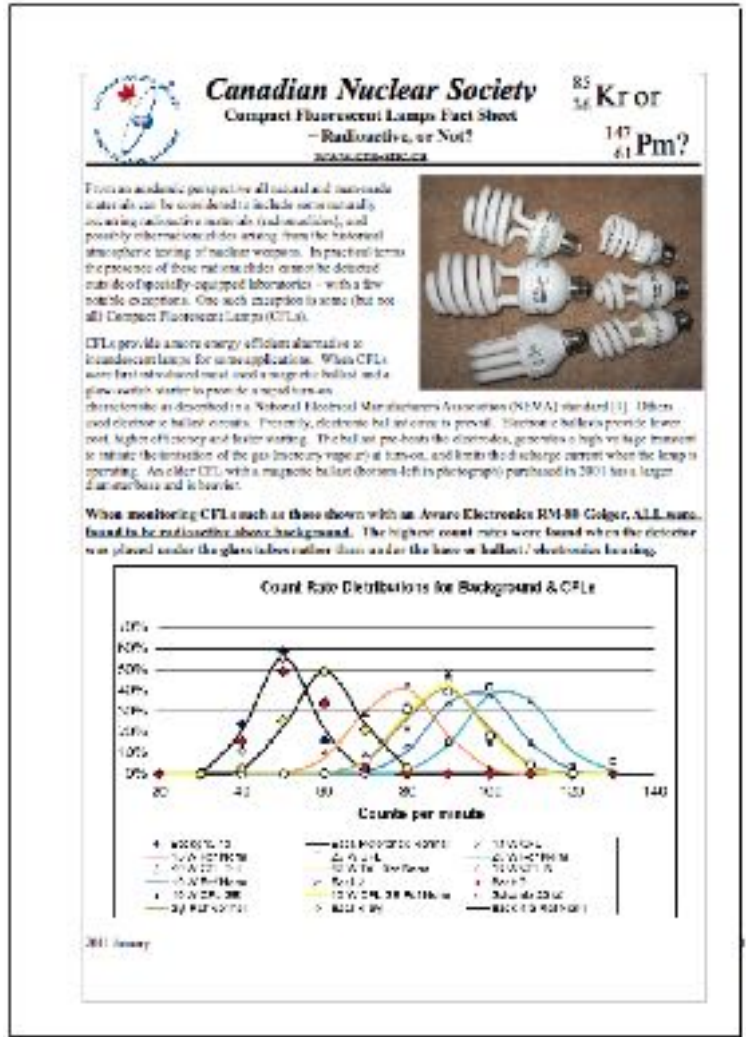 Canadian Nuclear Society
Compact Fluorescent Lamps Fact Sheet
– Radioactive, or Not?
www.cns-snc.ca
85
36 Kr or
147
61 Pm?
From an academic perspective all natural and man-made
materials can be considered to include some naturally
occurring radioactive materials (radionuclides), and
possibly other radionuclides arising from the historical
atmospheric testing of nuclear weapons. In practical terms
the presence of these radionuclides cannot be detected
outside of specially-equipped laboratories – with a few
notable exceptions. One such exception is some (but not
all) Compact Fluorescent Lamps (CFLs).
CFLs provide a more energy efficient alternative to
incandescent lamps for some applications. When CFLs
were first introduced most used a magnetic ballast and a
glow-switch starter to provide a rapid turn-on
characteristic as described in a National Electrical Manufacturers Association (NEMA) standard [1]. Others
used electronic ballast circuits. Presently, electronic ballast circuits prevail. Electronic ballasts provide lower
cost, higher efficiency and faster starting. The ballast pre-heats the electrodes, generates a high voltage transient
to initiate the ionisation of the gas (mercury vapour) at turn-on, and limits the discharge current when the lamp is
operating. An older CFL with a magnetic ballast (bottom-left in photograph) purchased in 2001 has a larger
diameter base and is heavier.
When monitoring CFLs such as those shown with an Aware Electronics RM-80 Geiger, ALL were
found to be radioactive above background. The highest count rates were found when the detector
was placed under the glass tubes rather than under the base or ballast / electronics housing.
Count Rate Distributions for Background & CFLs
70%
60%
50%
40%
30%
20%
10%
0%
20 40 60 80 100 120 140
Counts per minute
2011 January